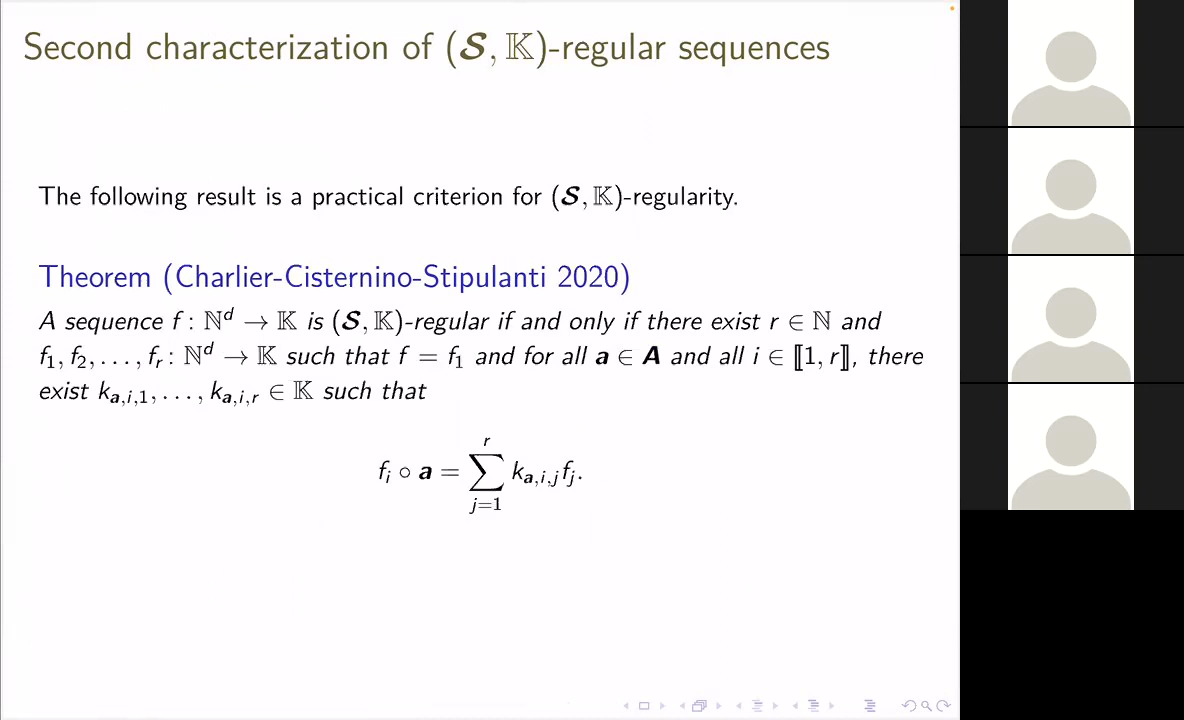 Second characterization of (𝓢, 𝕂)-regular sequences
The following result is a practical criterion for (𝓢, 𝕂)-regularity.
Theorem (Charlier-Cisternino-Stipulanti 2020)
A sequence f : ℕ^d → 𝕂 is (𝓢, 𝕂)-regular if and only if there exist r ∈ ℕ and
f_1, f_2, . . . , f_r : ℕ^d → 𝕂 such that f = f_1 and for all 𝒂 ∈ 𝑨 and all i ∈ ⟦1, r⟧, there
exist k_{𝒂,i,1}, . . . , k_{𝒂,i,r} ∈ 𝕂 such that
f_i ∘ 𝒂 = ∑_{j=1}^{r} k_{𝒂,i,j} f_j.